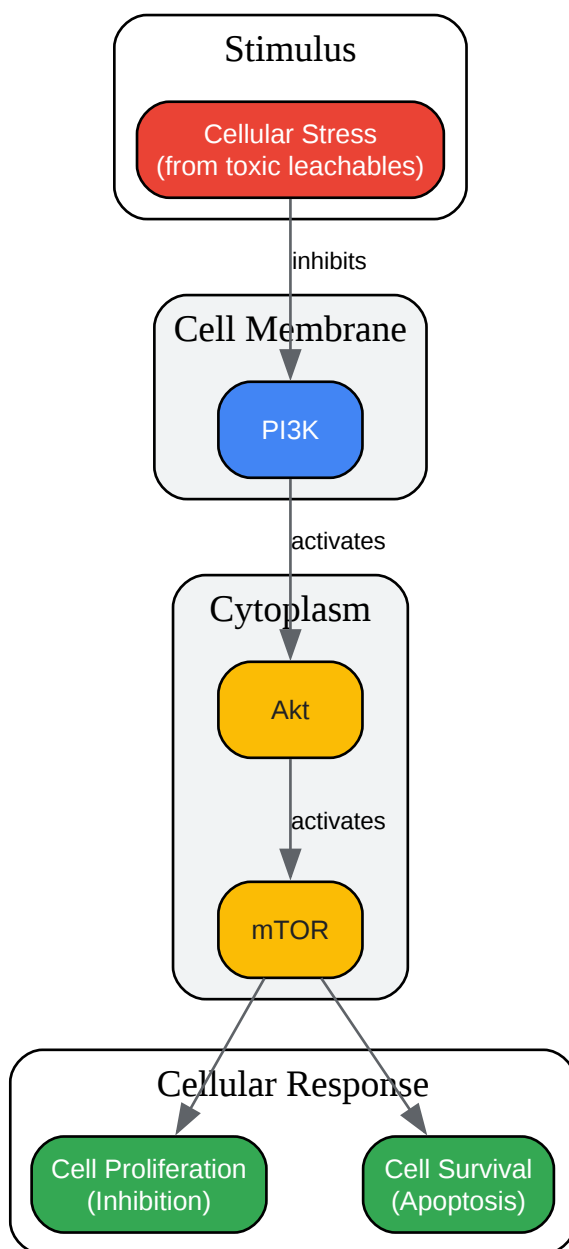 Stimulus
Cellular Stress
(from toxic leachables)
inhibits
Cell Membrane
PI3K
activates
Cytoplasm
Akt
activates
mTOR
Cellular Response
Cell Proliferation
(Inhibition)
Cell Survival
(Apoptosis)